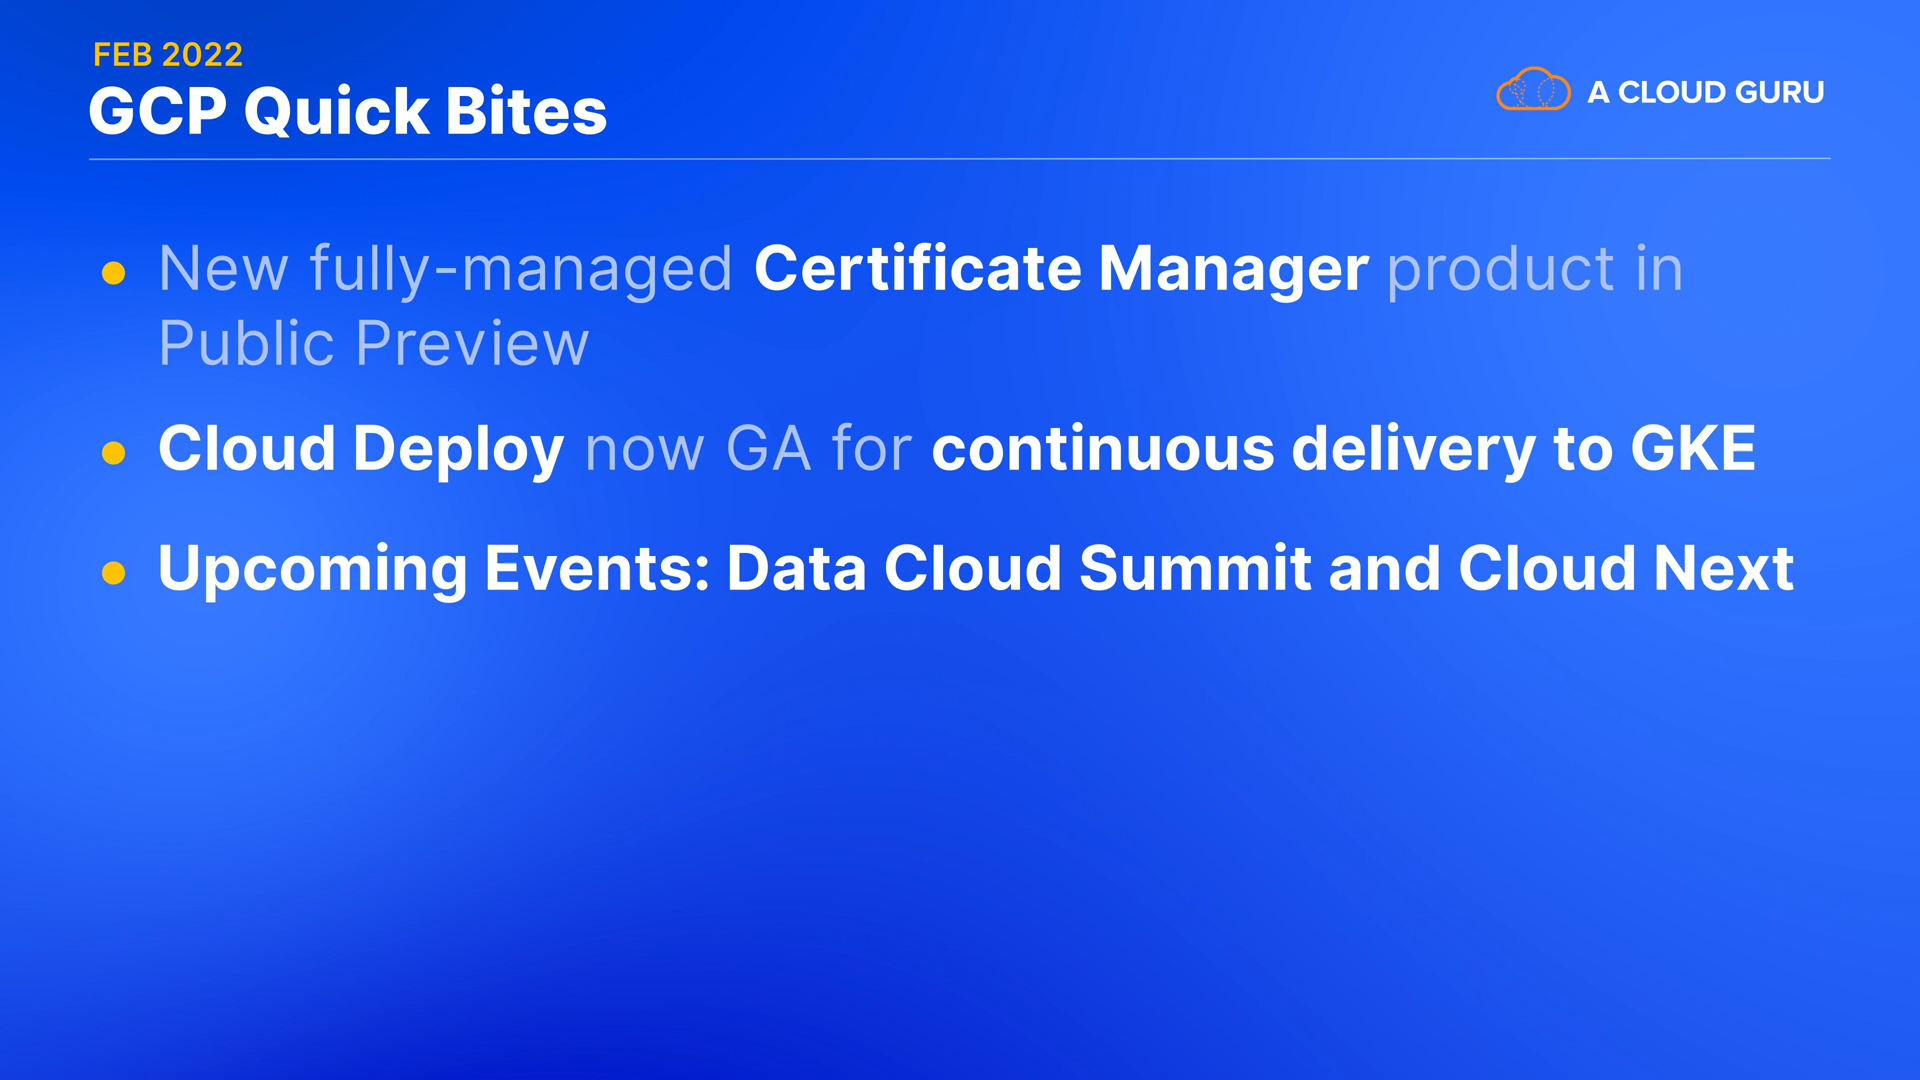 FEB 2022
GCP Quick Bites
A CLOUD GURU
New fully-managed Certificate Manager product in
Public Preview
Cloud Deploy now GA for continuous delivery to GKE
Upcoming Events: Data Cloud Summit and Cloud Next